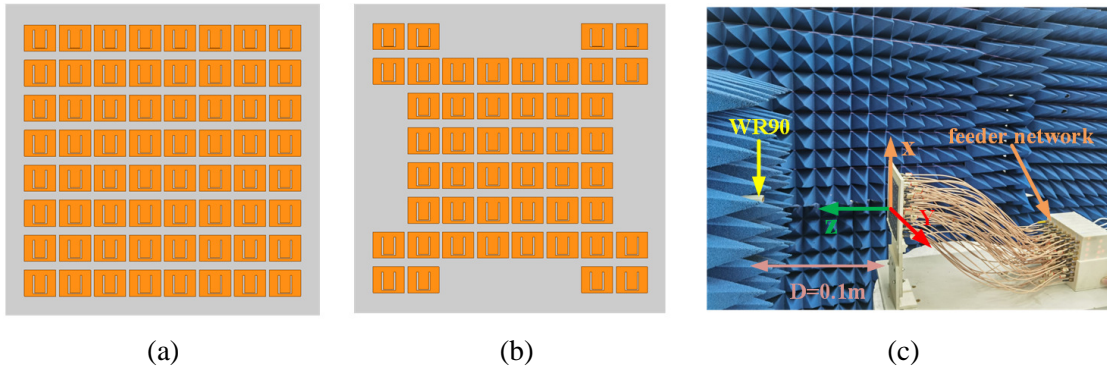 WR90
feeder network
X
Z
Y
D=0.1m
(a)
(b)
(c)